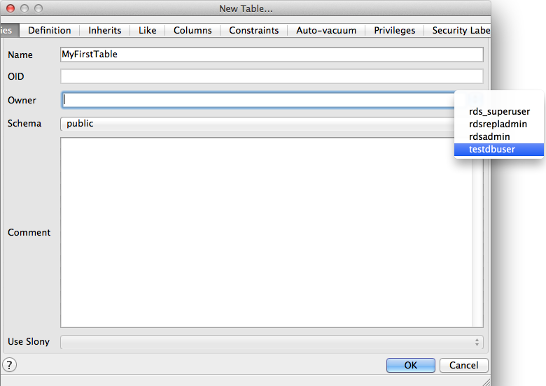 New Table...
ies Definition Inherits Like Columns Constraints Auto-vacuum Privileges Security Labe
Name MyFirstTable
OID
Owner
rds_superuser
rdsrepladmin
rdsadmin
testdbuser
Schema public
Comment
Use Slony
? OK Cancel